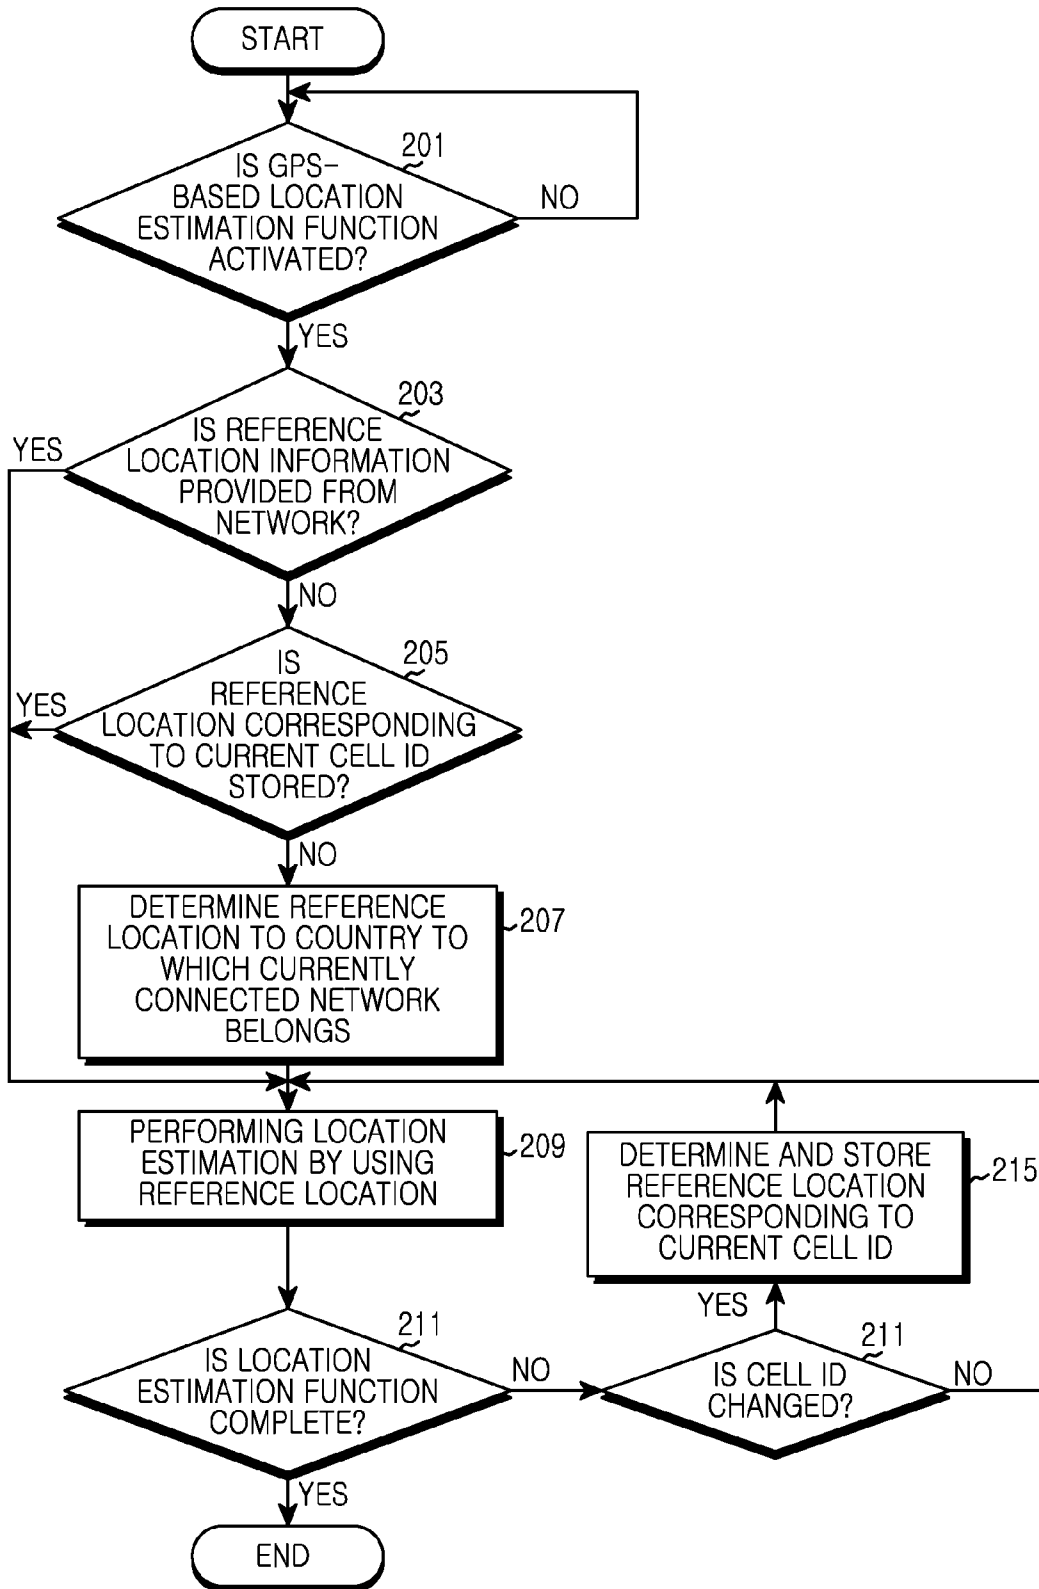 START
201
IS GPS-
BASED LOCATION
ESTIMATION FUNCTION
ACTIVATED?
NO
YES
203
IS REFERENCE
LOCATION INFORMATION
PROVIDED FROM
NETWORK?
YES
NO
205
IS
REFERENCE
LOCATION CORRESPONDING
TO CURRENT CELL ID
STORED?
YES
NO
DETERMINE REFERENCE
LOCATION TO COUNTRY TO
WHICH CURRENTLY
CONNECTED NETWORK
BELONGS
207
PERFORMING LOCATION
ESTIMATION BY USING
REFERENCE LOCATION
209
DETERMINE AND STORE
REFERENCE LOCATION
CORRESPONDING TO
CURRENT CELL ID
215
YES
211
IS LOCATION
ESTIMATION FUNCTION
COMPLETE?
NO
211
IS CELL ID
CHANGED?
NO
YES
END